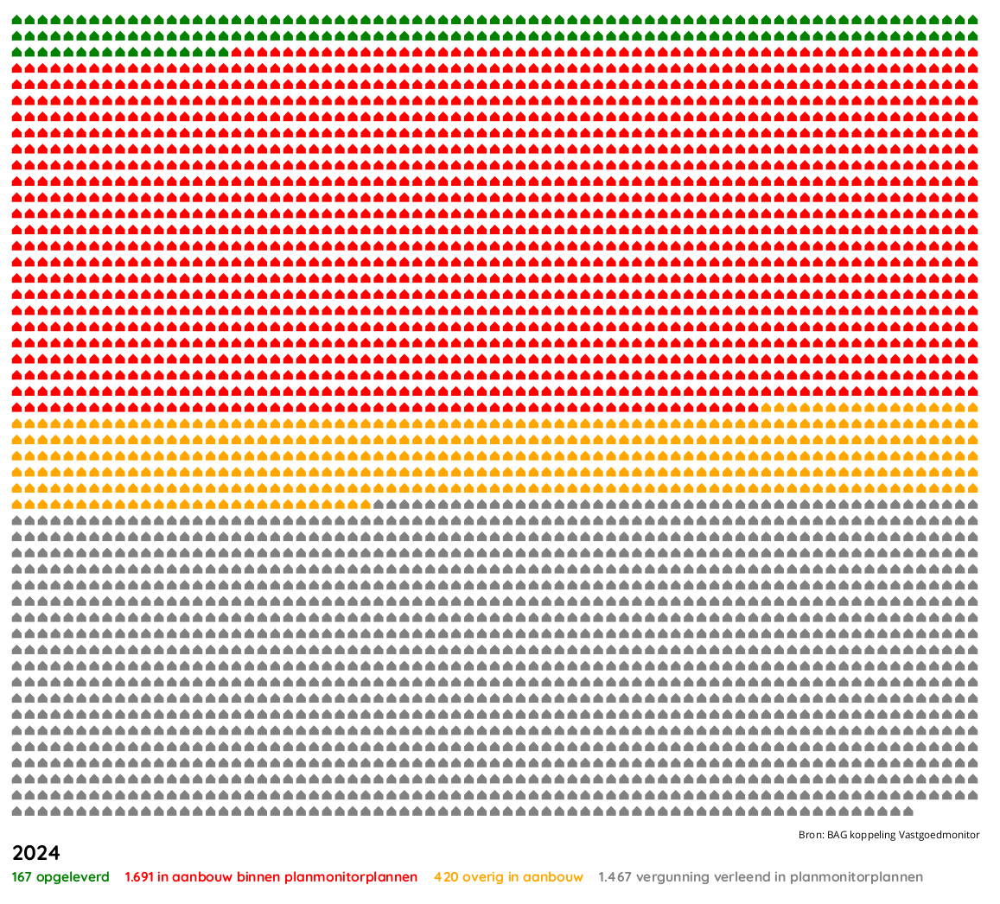 Bron: BAG koppeling Vastgoedmonitor
2024
167 opgeleverd 1.691 in aanbouw binnen planmonitorplannen 420 overig in aanbouw 1.467 vergunning verleend in planmonitorplannen